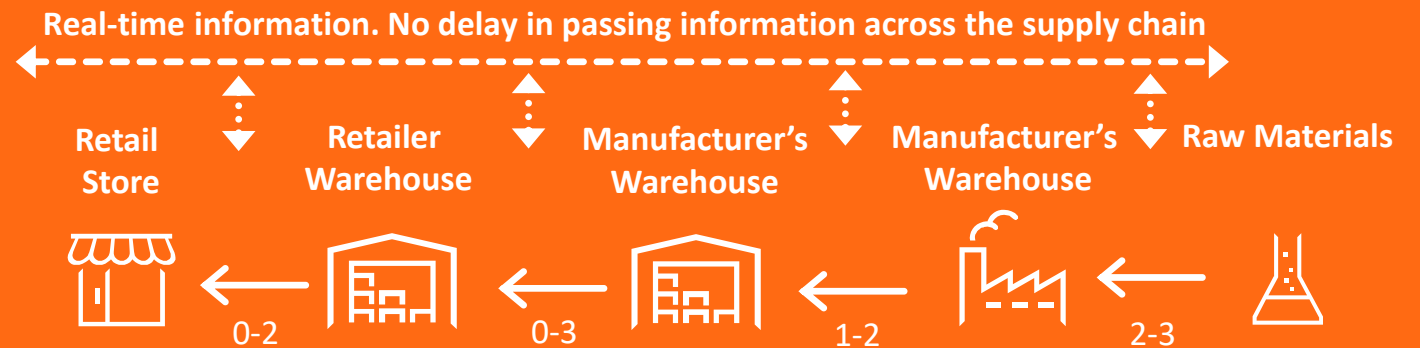 Real-time information. No delay in passing information across the supply chain
Retail
Store
Retailer
Warehouse
Manufacturer’s
Warehouse
Manufacturer’s
Warehouse
Raw Materials
0-2
0-3
1-2
2-3